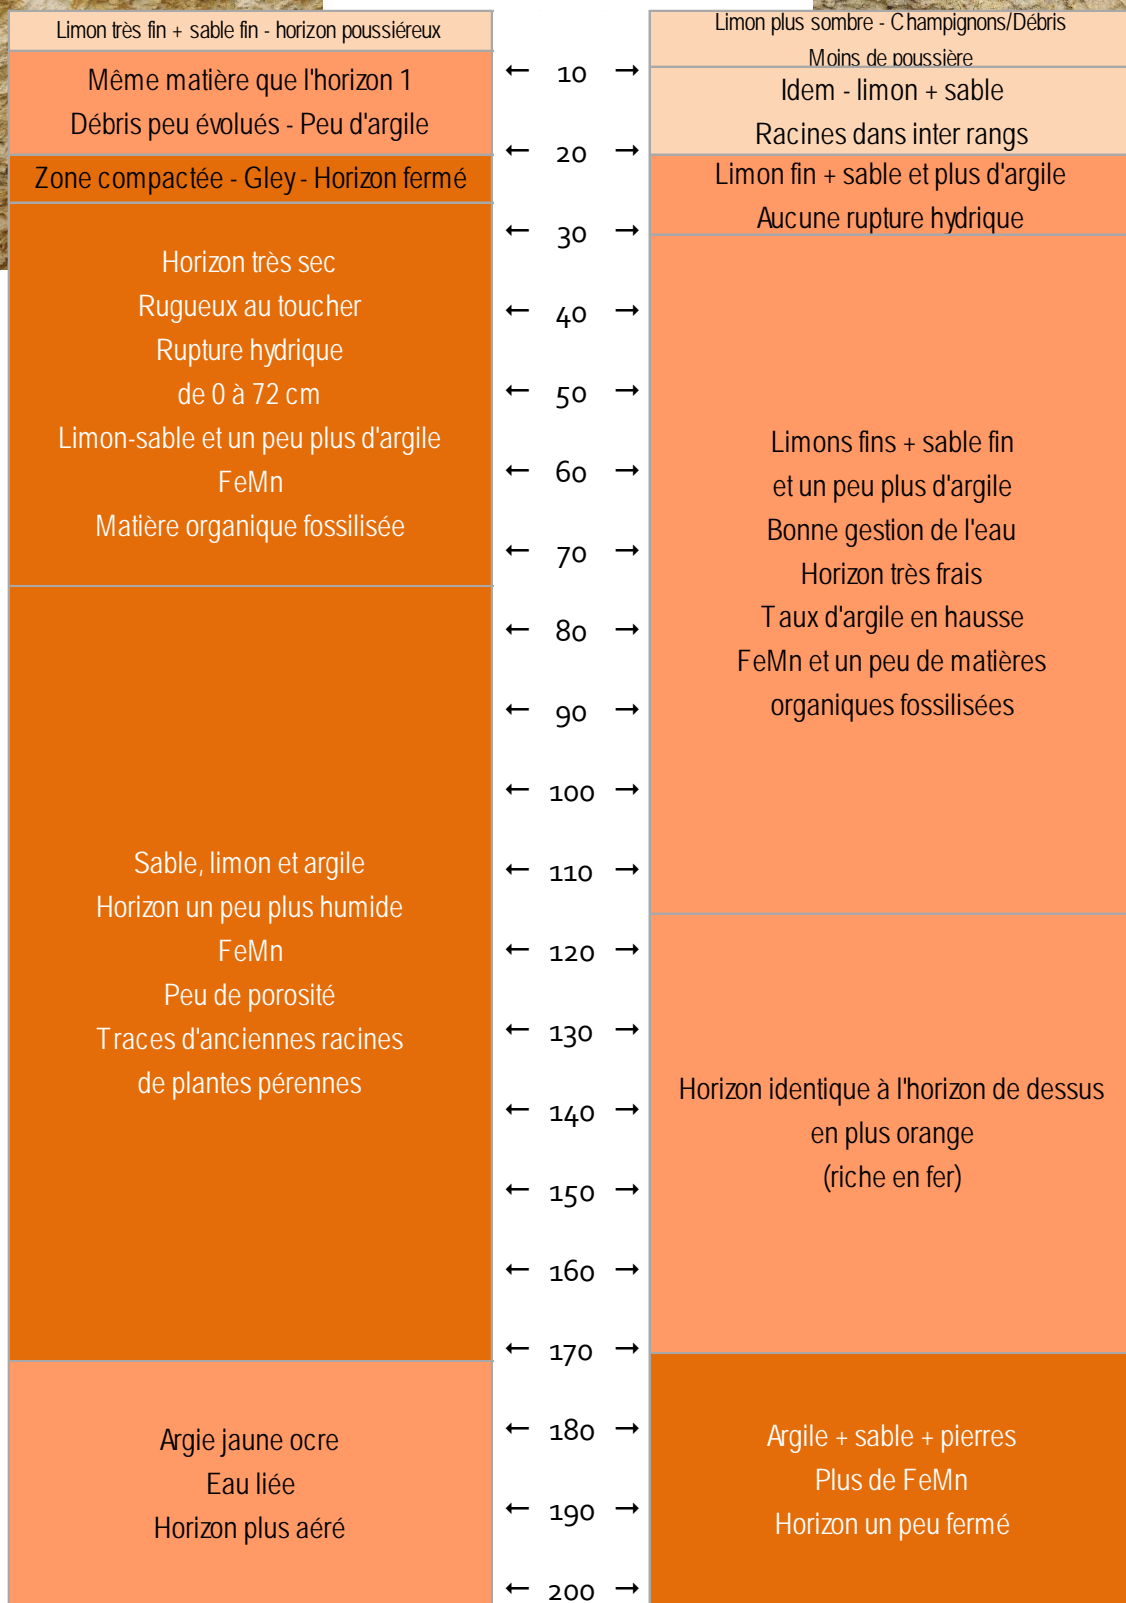 Limon très fin + sable fin - horizon poussiéreux
Même matière que l'horizon 1
Débris peu évolués - Peu d'argile
Zone compactée - Gley - Horizon fermé
Horizon très sec
Rugueux au toucher
Rupture hydrique
de 0 à 72 cm
Limon-sable et un peu plus d'argile
FeMn
Matière organique fossilisée
Sable, limon et argile
Horizon un peu plus humide
FeMn
Peu de porosité
Traces d'anciennes racines
de plantes pérennes
Argie jaune ocre
Eau liée
Horizon plus aéré
← 10 →
← 20 →
← 30 →
← 40 →
← 50 →
← 60 →
← 70 →
← 80 →
← 90 →
← 100 →
← 110 →
← 120 →
← 130 →
← 140 →
← 150 →
← 160 →
← 170 →
← 180 →
← 190 →
← 200 →
Limon plus sombre - Champignons/Débris
Moins de poussière
Idem - limon + sable
Racines dans inter rangs
Limon fin + sable et plus d'argile
Aucune rupture hydrique
Limons fins + sable fin
et un peu plus d'argile
Bonne gestion de l'eau
Horizon très frais
Taux d'argile en hausse
FeMn et un peu de matières
organiques fossilisées
Horizon identique à l'horizon de dessus
en plus orange
(riche en fer)
Argile + sable + pierres
Plus de FeMn
Horizon un peu fermé